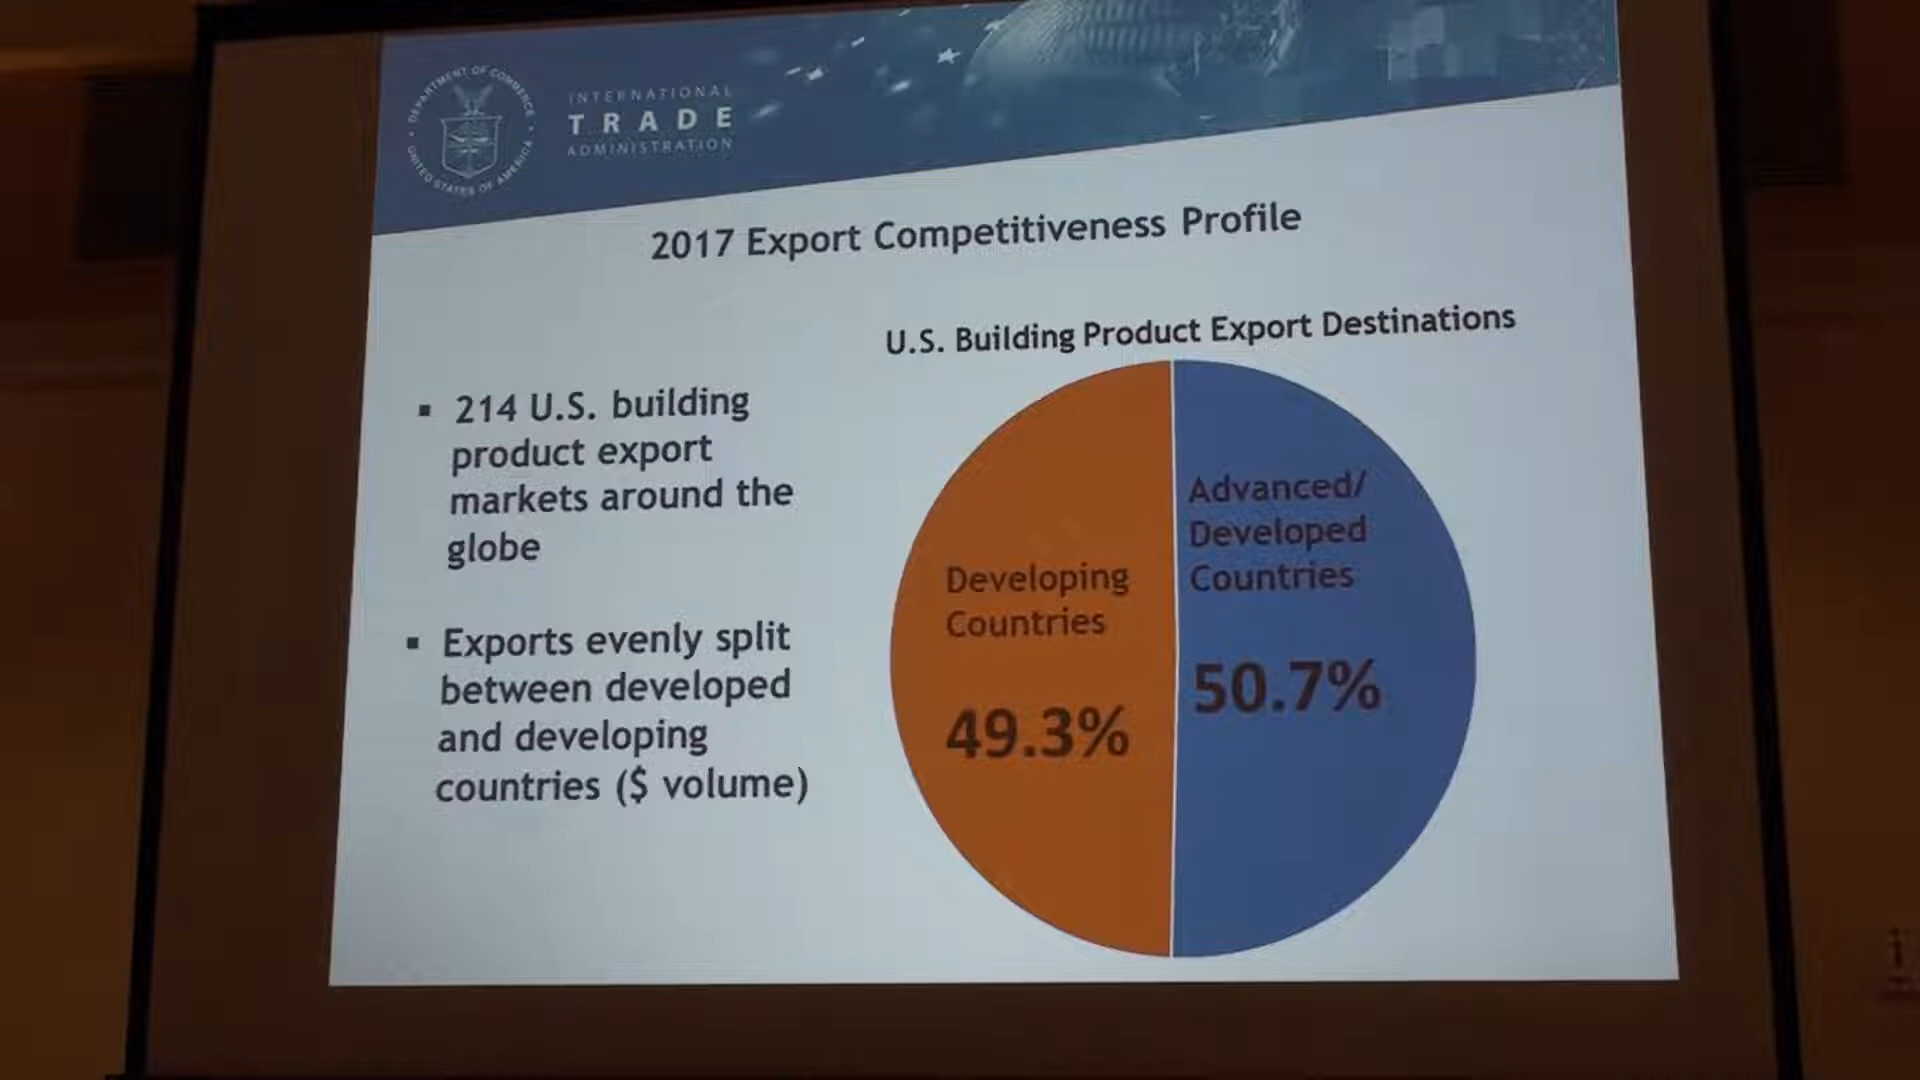 DEPARTMENT OF COMMERCE
UNITED STATES OF AMERICA
INTERNATIONAL
TRADE
ADMINISTRATION
2017 Export Competitiveness Profile
▪ 214 U.S. building
product export
markets around the
globe
▪ Exports evenly split
between developed
and developing
countries ($ volume)
U.S. Building Product Export Destinations
Developing
Countries
49.3%
Advanced/
Developed
Countries
50.7%